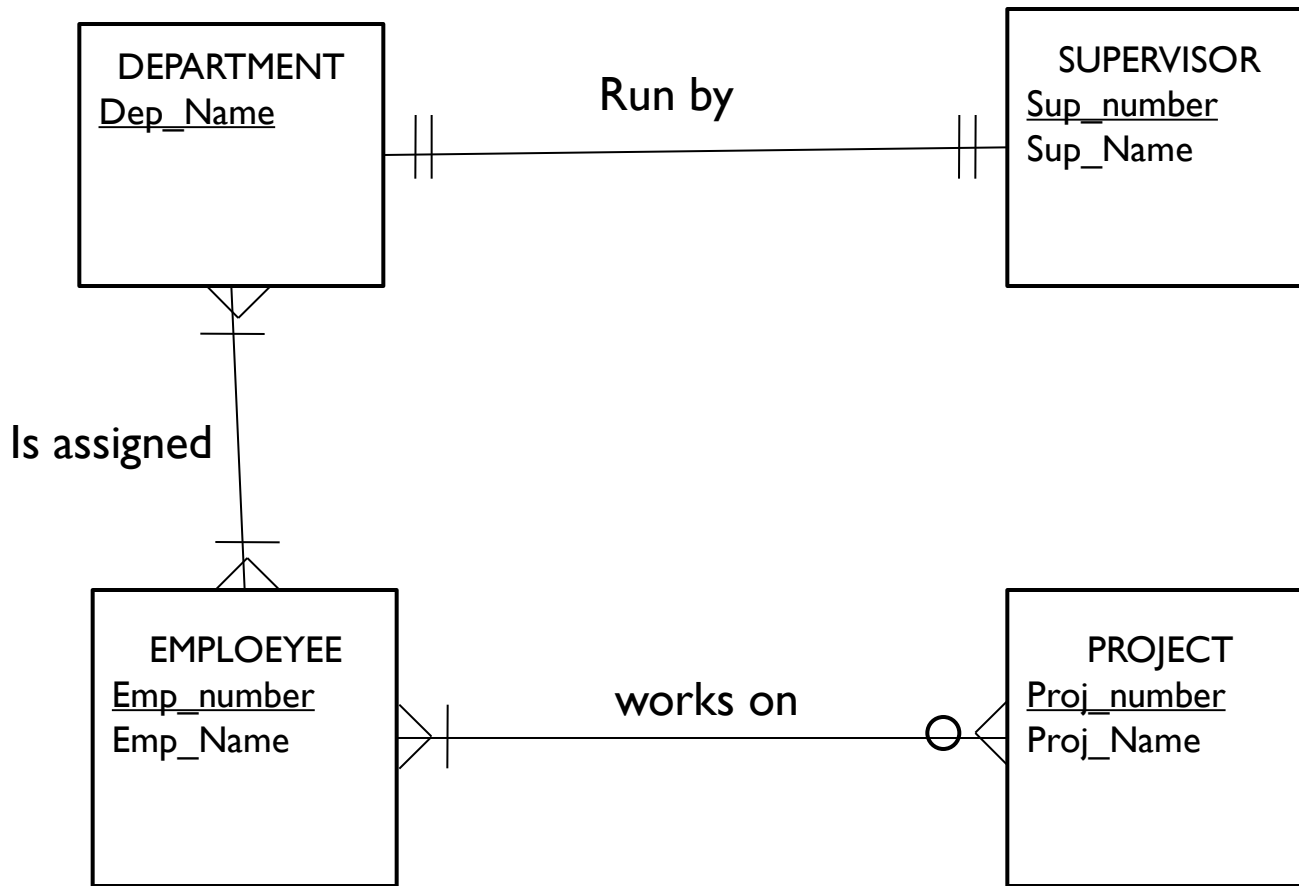 DEPARTMENT
Dep_Name
Run by
SUPERVISOR
Sup_number
Sup_Name
Is assigned
EMPLOEYEE
Emp_number
Emp_Name
works on
PROJECT
Proj_number
Proj_Name